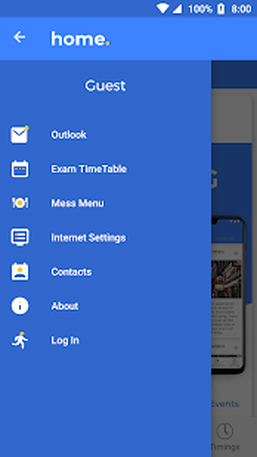 100% 8:00
home.
Guest
Outlook
Exam TimeTable
Mess Menu
Internet Settings
Contacts
About
Log In
G
Events
Timings